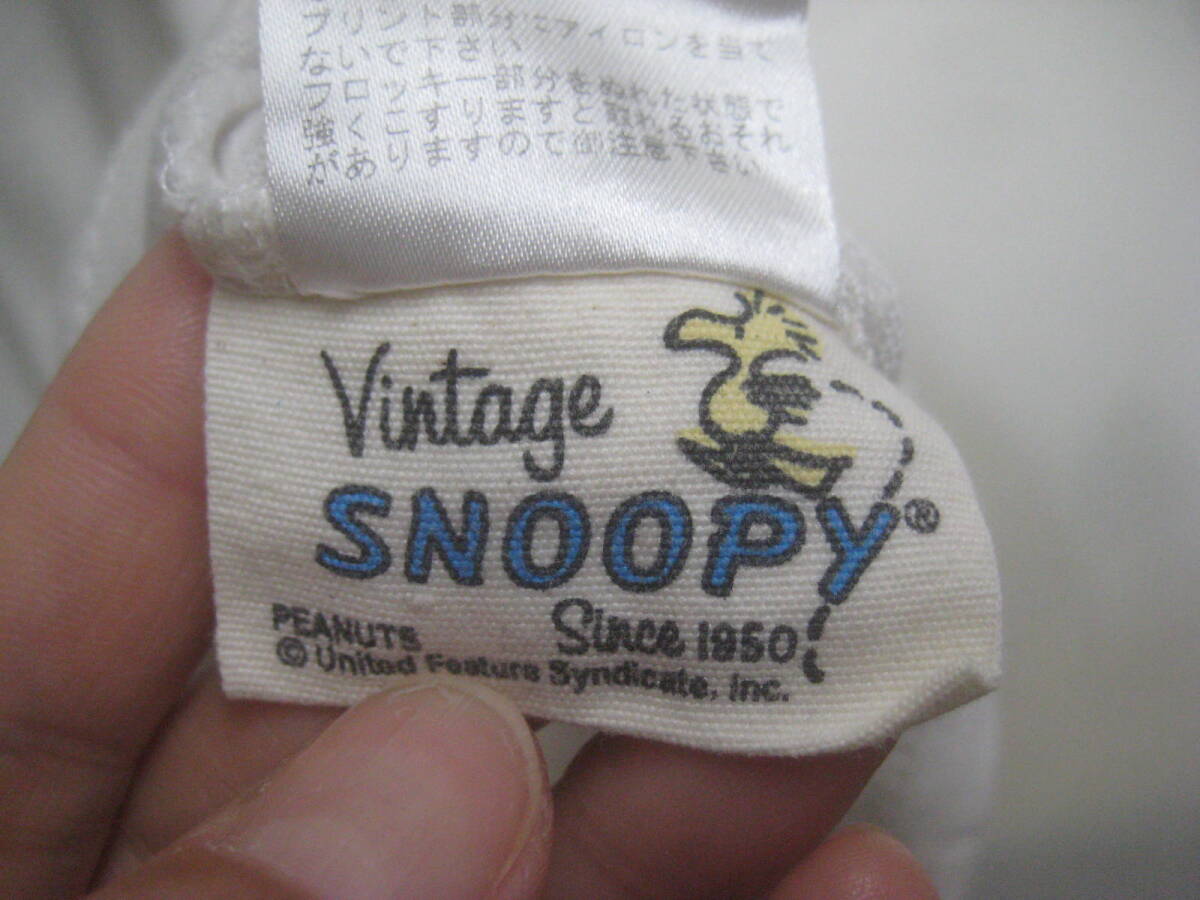 プリント部分にアイロンを当て
ないで下さい
フロッキー部分をぬれた状態で
強くこすりますと取れるおそれ
がありますので御注意下さい
Vintage
SNOOPY®
Since 1950
PEANUTS
© United Feature Syndicate, Inc.